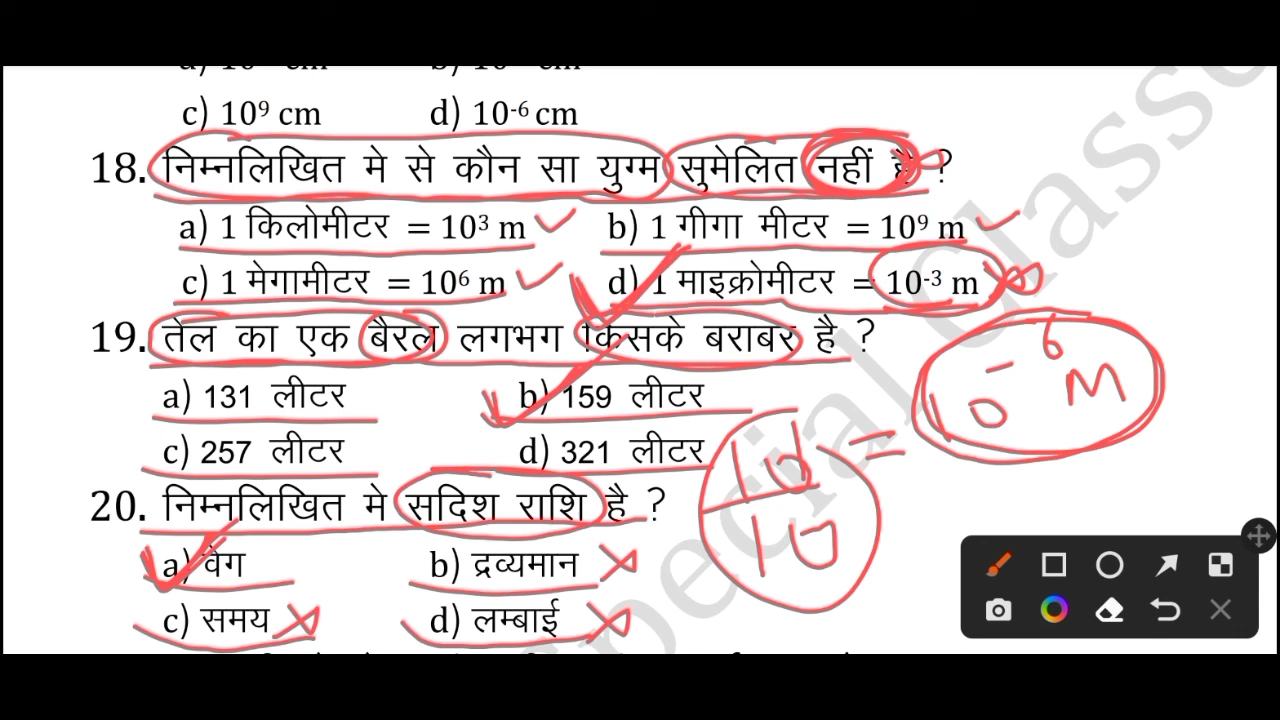 c) 10⁹ cm d) 10⁻⁶ cm
18. निम्नलिखित मे से कौन सा युग्म सुमेलित नहीं है ?
a) 1 किलोमीटर = 10³ m b) 1 गीगा मीटर = 10⁹ m
c) 1 मेगामीटर = 10⁶ m d) 1 माइक्रोमीटर = 10⁻³ m
19. तेल का एक बैरल लगभग किसके बराबर है ?
10⁻⁶ M
a) 131 लीटर b) 159 लीटर
c) 257 लीटर d) 321 लीटर
20. निम्नलिखित मे सदिश राशि है ?
a) वेग b) द्रव्यमान
c) समय d) लम्बाई